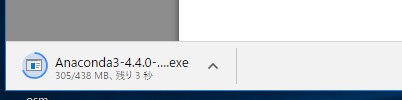 Anaconda3-4.4.0-....exe
305/438 MB、残り 3 秒